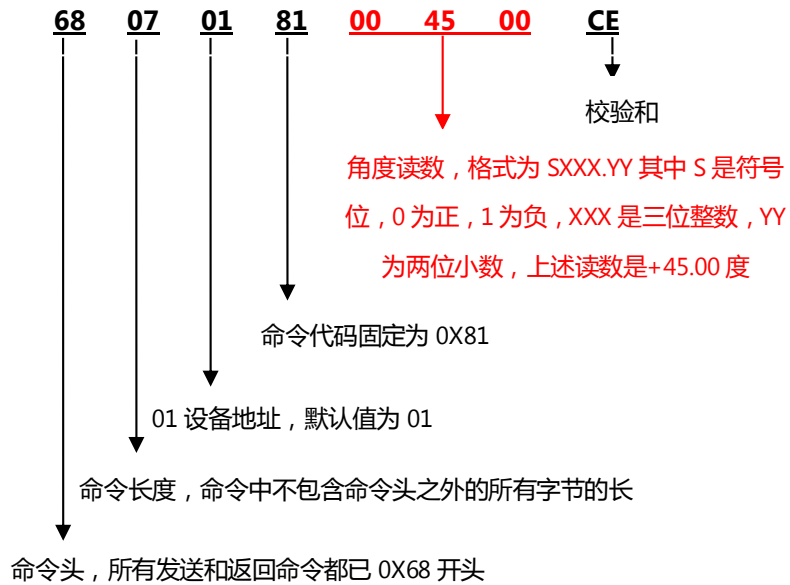 68 07 01 81 00 45 00 CE
校验和
角度读数，格式为 SXXX.YY 其中 S 是符号
位，0 为正，1 为负，XXX 是三位整数，YY
为两位小数，上述读数是+45.00 度
命令代码固定为 0X81
01 设备地址，默认值为 01
命令长度，命令中不包含命令头之外的所有字节的长
命令头，所有发送和返回命令都已 0X68 开头